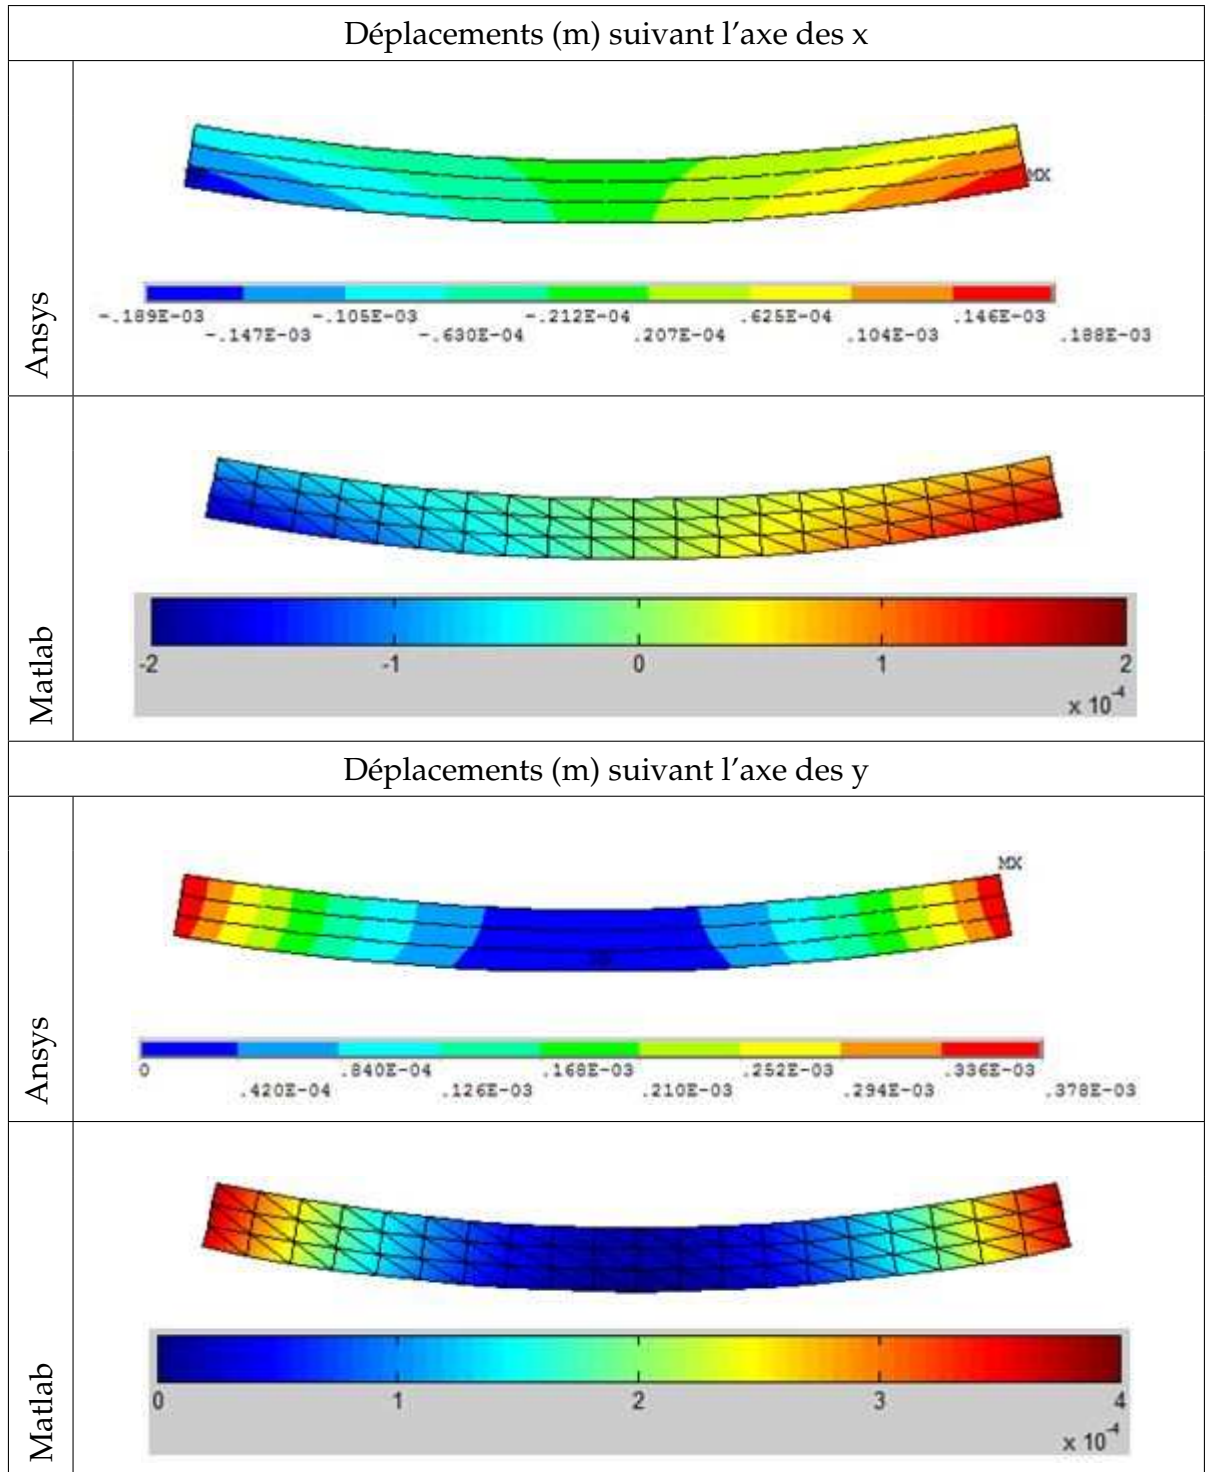 Déplacements (m) suivant l'axe des x
Ansys
MX
-.189E-03 -.105E-03 -.212E-04 .625E-04 .146E-03
-.147E-03 -.630E-04 .207E-04 .104E-03 .188E-03
Matlab
-2 -1 0 1 2
x 10^-4
Déplacements (m) suivant l'axe des y
Ansys
MX
0 .840E-04 .168E-03 .252E-03 .336E-03
.420E-04 .126E-03 .210E-03 .294E-03 .378E-03
Matlab
0 1 2 3 4
x 10^-4